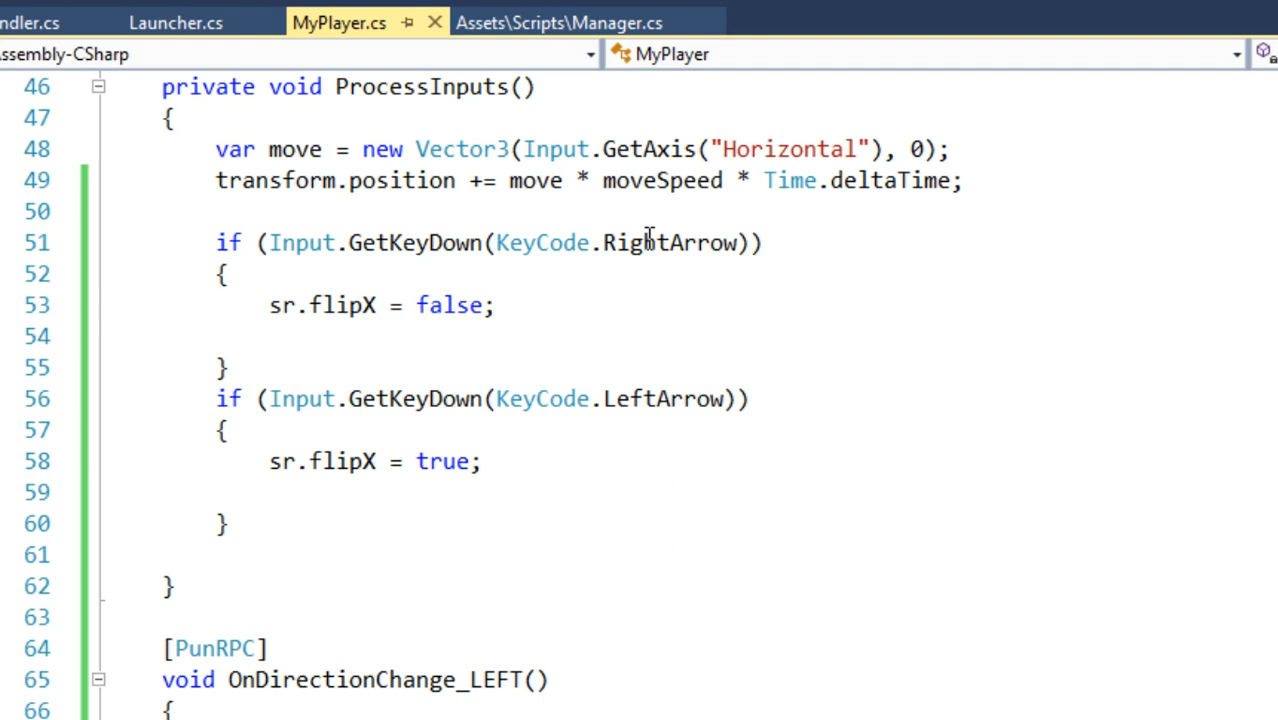 ndler.cs Launcher.cs MyPlayer.cs Assets\Scripts\Manager.cs
ssembly-CSharp MyPlayer
46 private void ProcessInputs()
47 {
48 var move = new Vector3(Input.GetAxis("Horizontal"), 0);
49 transform.position += move * moveSpeed * Time.deltaTime;
50
51 if (Input.GetKeyDown(KeyCode.RightArrow))
52 {
53 sr.flipX = false;
54
55 }
56 if (Input.GetKeyDown(KeyCode.LeftArrow))
57 {
58 sr.flipX = true;
59
60 }
61
62 }
63
64 [PunRPC]
65 void OnDirectionChange_LEFT()
66 {